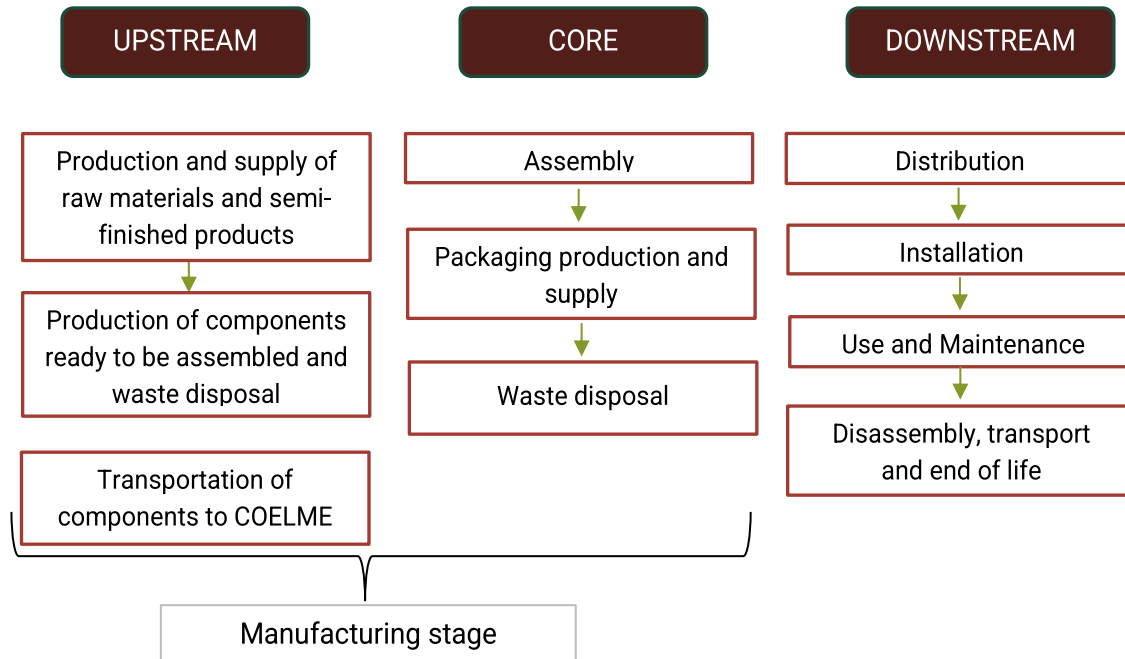 UPSTREAM
CORE
DOWNSTREAM
Production and supply of
raw materials and semi-
finished products
Production of components
ready to be assembled and
waste disposal
Transportation of
components to COELME
Assembly
Packaging production and
supply
Waste disposal
Distribution
Installation
Use and Maintenance
Disassembly, transport
and end of life
Manufacturing stage